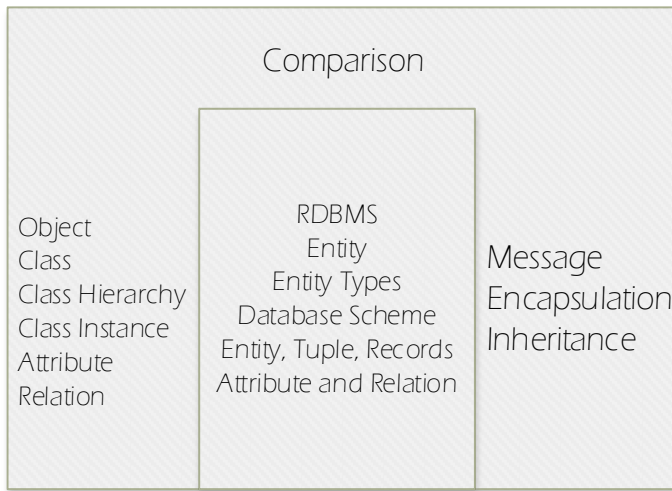 Comparison
Object
Class
Class Hierarchy
Class Instance
Attribute
Relation
RDBMS
Entity
Entity Types
Database Scheme
Entity, Tuple, Records
Attribute and Relation
Message
Encapsulation
Inheritance